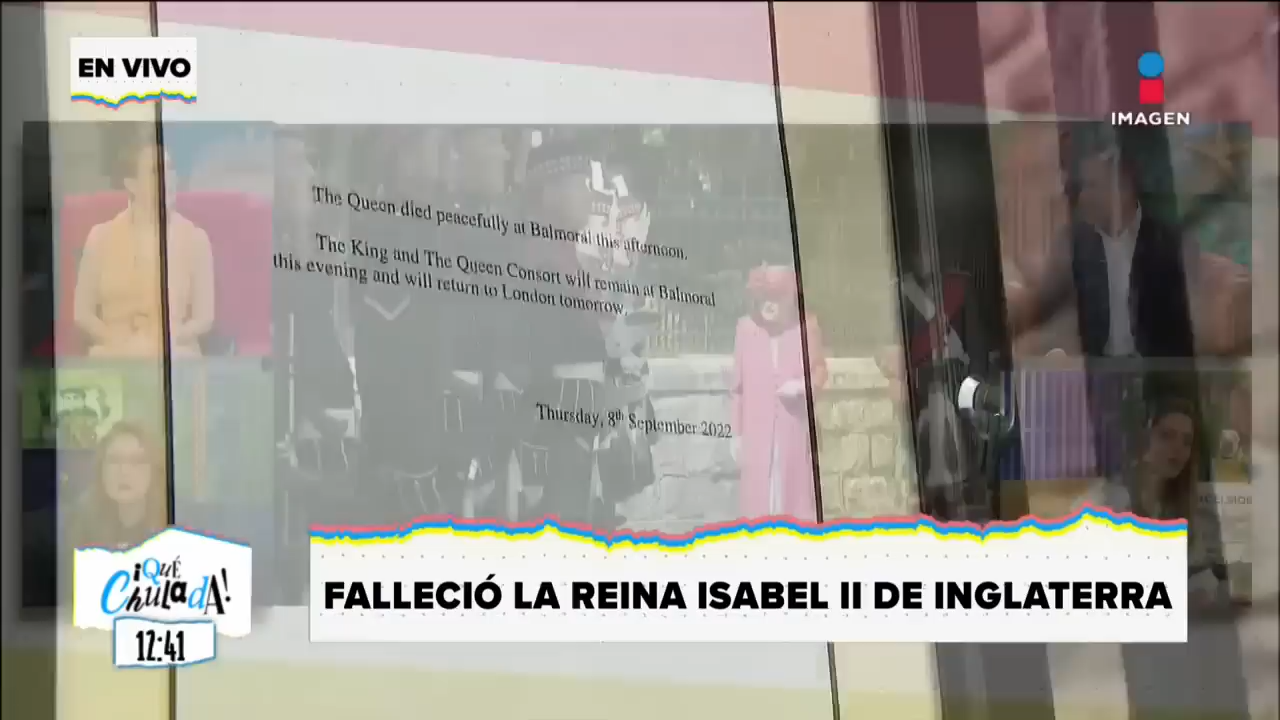 EN VIVO
IMAGEN
The Queen died peacefully at Balmoral this afternoon.
The King and The Queen Consort will remain at Balmoral
this evening and will return to London tomorrow.
Thursday, 8th September 2022
¡QUÉ
ChuladA!
12:41
FALLECIÓ LA REINA ISABEL II DE INGLATERRA